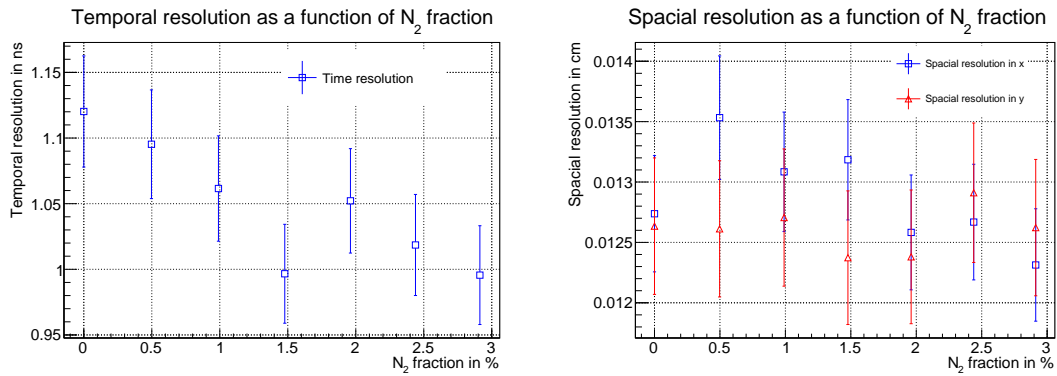 Temporal resolution as a function of N₂ fraction
Temporal resolution in ns
1.15
1.1
1.05
1
0.95
Time resolution
0 0.5 1 1.5 2 2.5 3
N₂ fraction in %
Spacial resolution as a function of N₂ fraction
Spacial resolution in cm
0.014
0.0135
0.013
0.0125
0.012
Spacial resolution in x
Spacial resolution in y
0 0.5 1 1.5 2 2.5 3
N₂ fraction in %